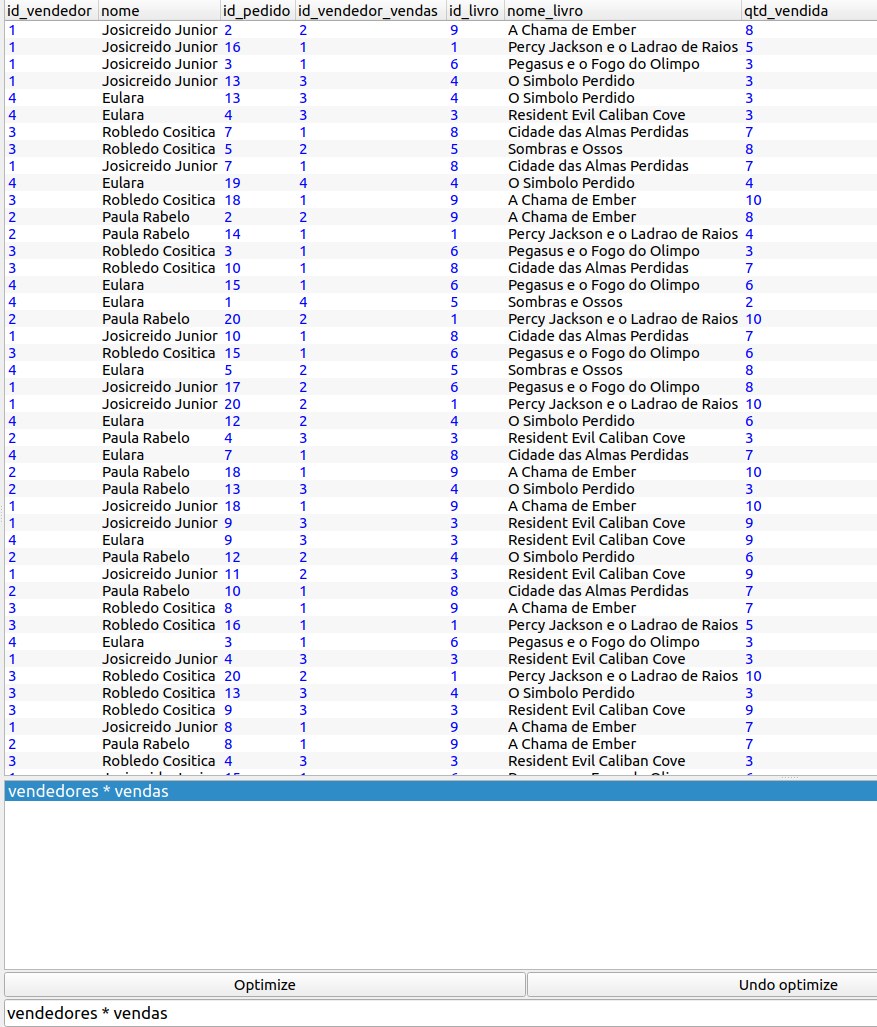 id_vendedor nome id_pedido id_vendedor_vendas id_livro nome_livro qtd_vendida
1 Josicreido Junior 2 2 9 A Chama de Ember 8
1 Josicreido Junior 16 1 1 Percy Jackson e o Ladrao de Raios 5
1 Josicreido Junior 3 1 6 Pegasus e o Fogo do Olimpo 3
1 Josicreido Junior 13 3 4 O Simbolo Perdido 3
4 Eulara 13 3 4 O Simbolo Perdido 3
4 Eulara 4 3 3 Resident Evil Caliban Cove 3
3 Robledo Cositica 7 1 8 Cidade das Almas Perdidas 7
3 Robledo Cositica 5 2 5 Sombras e Ossos 8
1 Josicreido Junior 7 1 8 Cidade das Almas Perdidas 7
4 Eulara 19 4 4 O Simbolo Perdido 4
3 Robledo Cositica 18 1 9 A Chama de Ember 10
2 Paula Rabelo 2 2 9 A Chama de Ember 8
2 Paula Rabelo 14 1 1 Percy Jackson e o Ladrao de Raios 4
3 Robledo Cositica 3 1 6 Pegasus e o Fogo do Olimpo 3
3 Robledo Cositica 10 1 8 Cidade das Almas Perdidas 7
4 Eulara 15 1 6 Pegasus e o Fogo do Olimpo 6
4 Eulara 1 4 5 Sombras e Ossos 2
2 Paula Rabelo 20 2 1 Percy Jackson e o Ladrao de Raios 10
1 Josicreido Junior 10 1 8 Cidade das Almas Perdidas 7
3 Robledo Cositica 15 1 6 Pegasus e o Fogo do Olimpo 6
4 Eulara 5 2 5 Sombras e Ossos 8
1 Josicreido Junior 17 2 6 Pegasus e o Fogo do Olimpo 8
1 Josicreido Junior 20 2 1 Percy Jackson e o Ladrao de Raios 10
4 Eulara 12 2 4 O Simbolo Perdido 6
2 Paula Rabelo 4 3 3 Resident Evil Caliban Cove 3
4 Eulara 7 1 8 Cidade das Almas Perdidas 7
2 Paula Rabelo 18 1 9 A Chama de Ember 10
2 Paula Rabelo 13 3 4 O Simbolo Perdido 3
1 Josicreido Junior 18 1 9 A Chama de Ember 10
1 Josicreido Junior 9 3 3 Resident Evil Caliban Cove 9
4 Eulara 9 3 3 Resident Evil Caliban Cove 9
2 Paula Rabelo 12 2 4 O Simbolo Perdido 6
1 Josicreido Junior 11 2 3 Resident Evil Caliban Cove 9
2 Paula Rabelo 10 1 8 Cidade das Almas Perdidas 7
3 Robledo Cositica 8 1 9 A Chama de Ember 7
3 Robledo Cositica 16 1 1 Percy Jackson e o Ladrao de Raios 5
4 Eulara 3 1 6 Pegasus e o Fogo do Olimpo 3
1 Josicreido Junior 4 3 3 Resident Evil Caliban Cove 3
3 Robledo Cositica 20 2 1 Percy Jackson e o Ladrao de Raios 10
3 Robledo Cositica 13 3 4 O Simbolo Perdido 3
3 Robledo Cositica 9 3 3 Resident Evil Caliban Cove 9
1 Josicreido Junior 8 1 9 A Chama de Ember 7
2 Paula Rabelo 8 1 9 A Chama de Ember 7
3 Robledo Cositica 4 3 3 Resident Evil Caliban Cove 3
vendedores * vendas
Optimize Undo optimize
vendedores * vendas